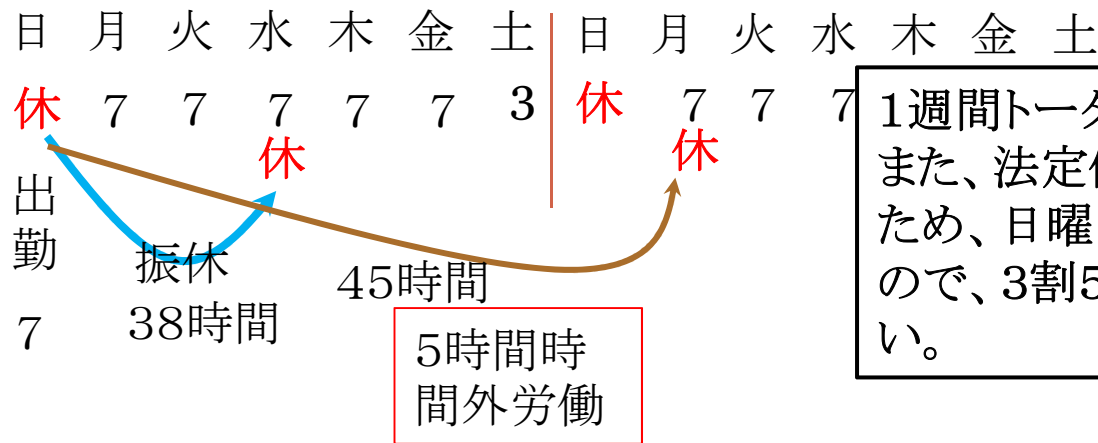 日 月 火 水 木 金 土 日 月 火 水 木 金 土
休 7 7 7 7 7 3 休 7 7 7
休 休
出
勤
7
振休
38時間
45時間
5時間時
間外労働
1週間トータ
また、法定休
ため、日曜
ので、3割5
い。